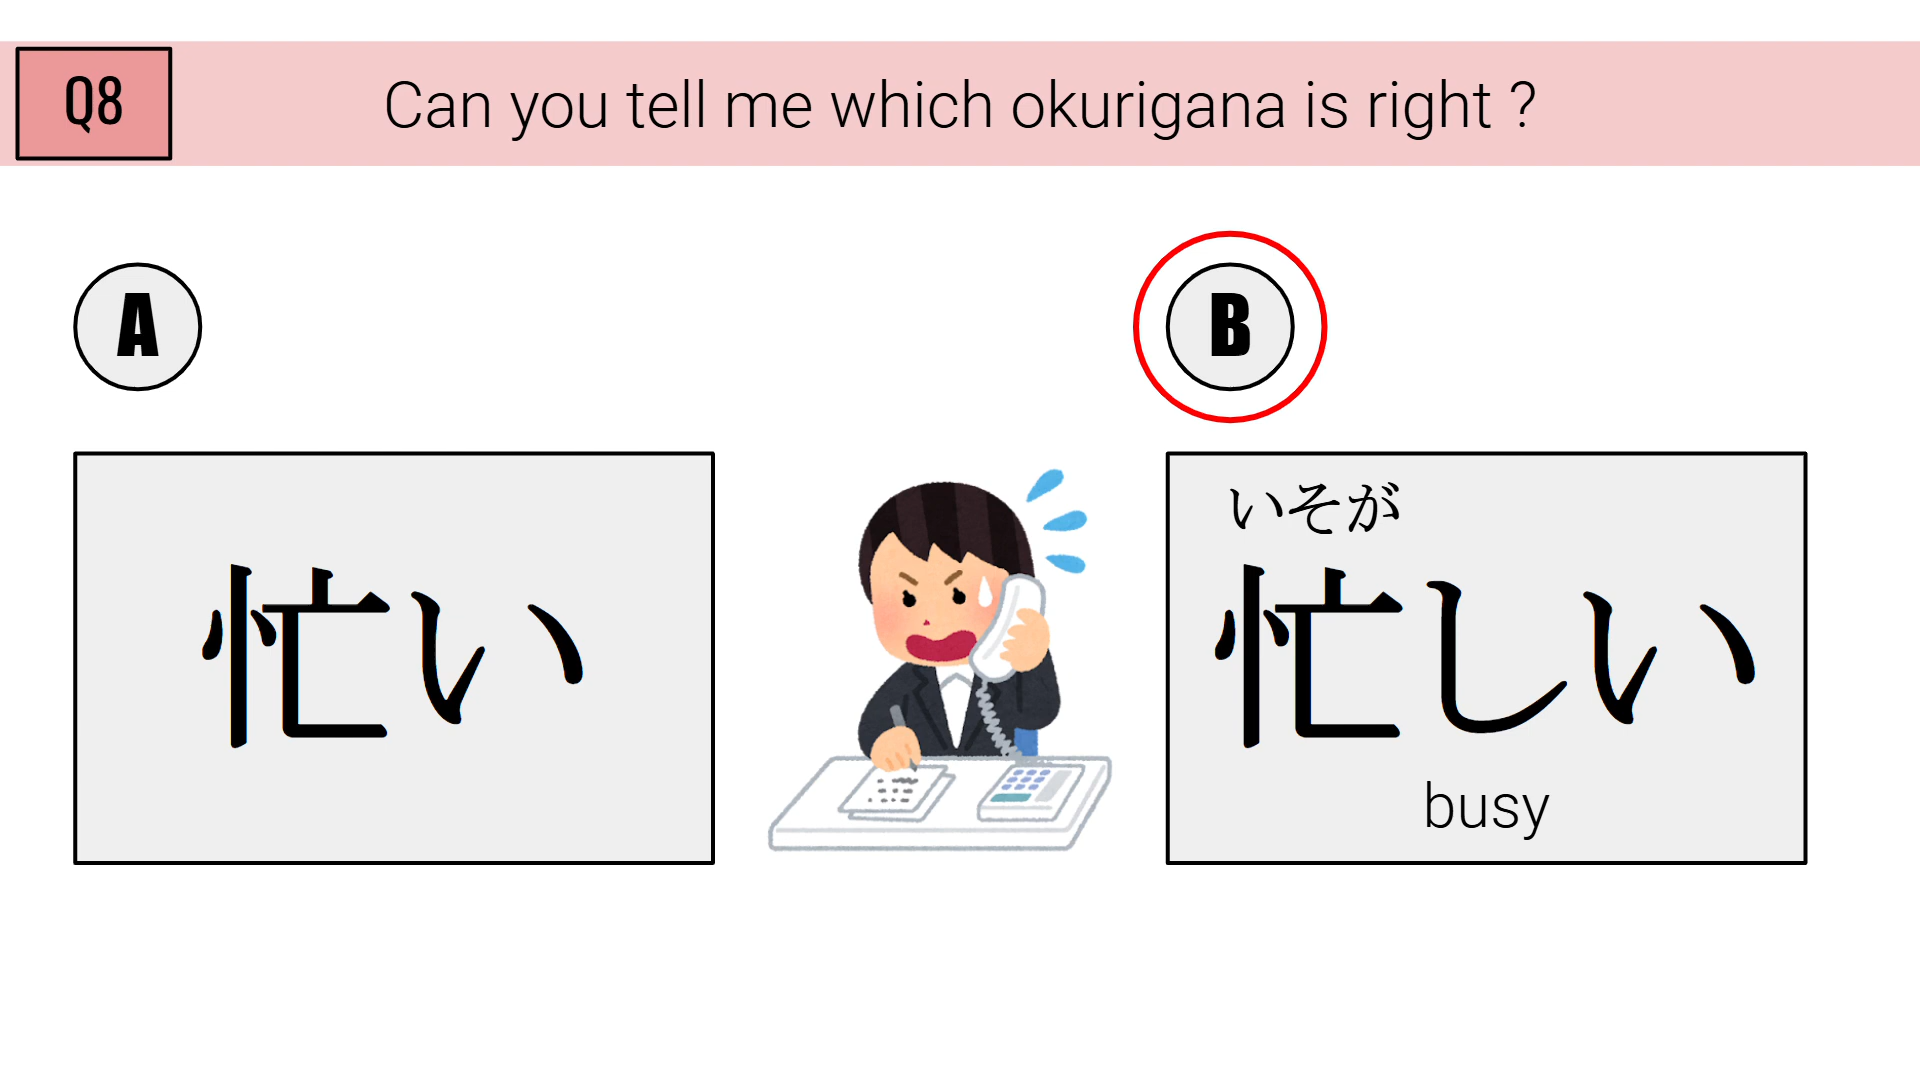 Q8
Can you tell me which okurigana is right ?
A
B
忙い
いそが
忙しい
busy